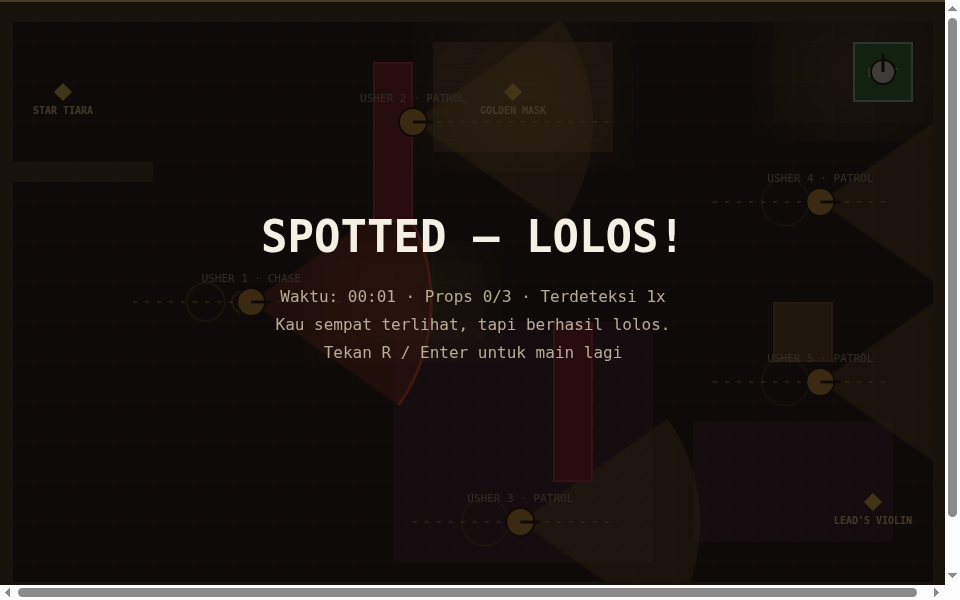 STAR TIARA
USHER 2 · PATROL
GOLDEN MASK
USHER 4 · PATROL
SPOTTED — LOLOS!
USHER 1 · CHASE
Waktu: 00:01 · Props 0/3 · Terdeteksi 1x
Kau sempat terlihat, tapi berhasil lolos.
Tekan R / Enter untuk main lagi
USHER 5 · PATROL
USHER 3 · PATROL
LEAD'S VIOLIN